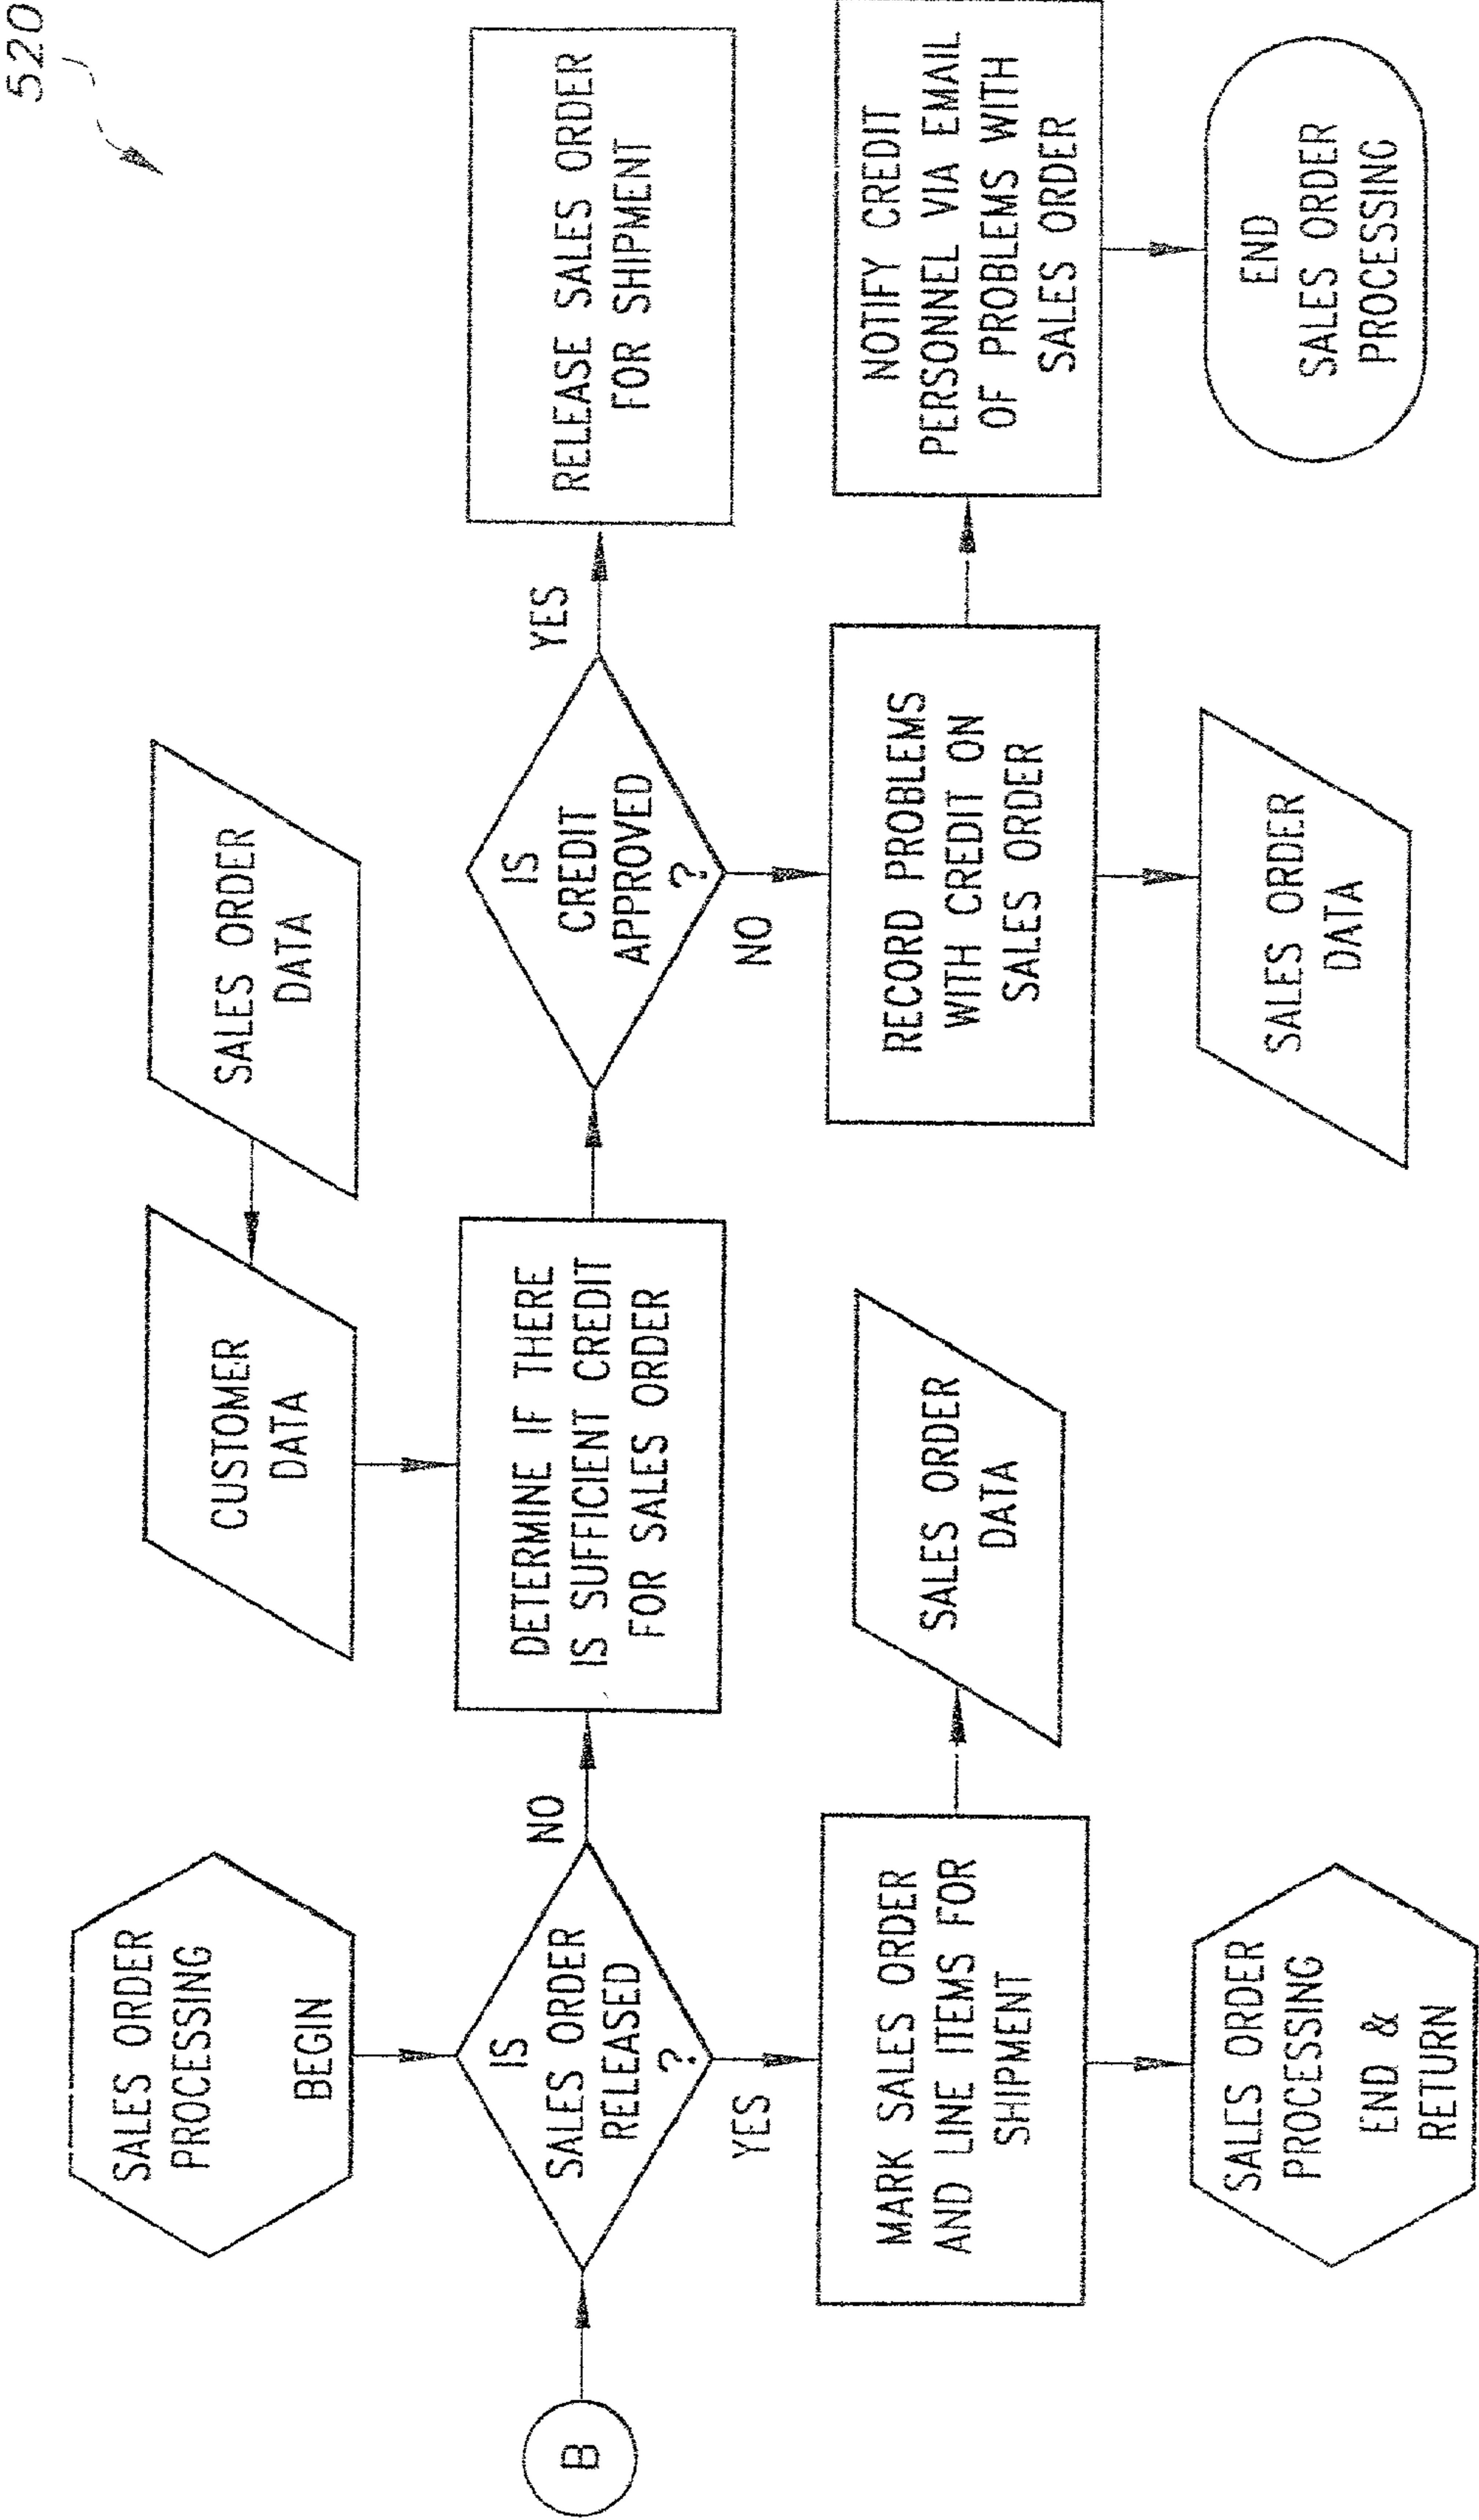 520
SALES ORDER
PROCESSING
BEGIN
CUSTOMER
DATA
SALES ORDER
DATA
B
IS
SALES ORDER
RELEASED
?
NO
YES
DETERMINE IF THERE
IS SUFFICIENT CREDIT
FOR SALES ORDER
IS
CREDIT
APPROVED
?
YES
NO
RELEASE SALES ORDER
FOR SHIPMENT
MARK SALES ORDER
AND LINE ITEMS FOR
SHIPMENT
SALES ORDER
DATA
RECORD PROBLEMS
WITH CREDIT ON
SALES ORDER
NOTIFY CREDIT
PERSONNEL VIA EMAIL
OF PROBLEMS WITH
SALES ORDER
SALES ORDER
PROCESSING
END &
RETURN
SALES ORDER
DATA
END
SALES ORDER
PROCESSING